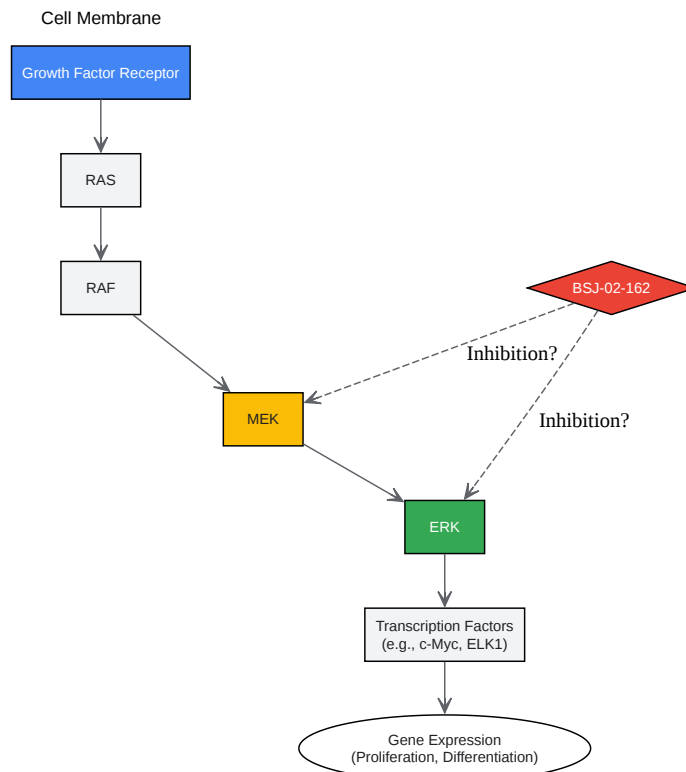 Cell Membrane
Growth Factor Receptor
RAS
RAF
BSJ-02-162
Inhibition?
MEK
Inhibition?
ERK
Transcription Factors
(e.g., c-Myc, ELK1)
Gene Expression
(Proliferation, Differentiation)